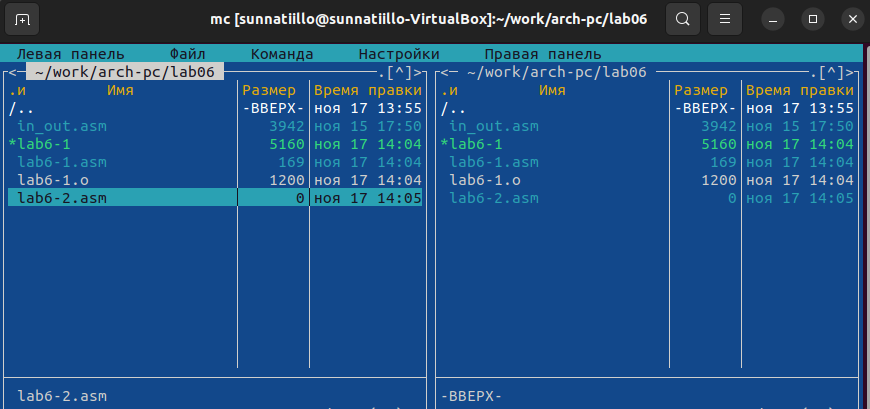 mc [sunnatiillo@sunnatiillo-VirtualBox]:~/work/arch-pc/lab06
Левая панель Файл Команда Настройки Правая панель
<─ ~/work/arch-pc/lab06 ─.[^]>
.и Имя Размер Время правки
/.. -ВВЕРХ- ноя 17 13:55
in_out.asm 3942 ноя 15 17:50
*lab6-1 5160 ноя 17 14:04
lab6-1.asm 169 ноя 17 14:04
lab6-1.o 1200 ноя 17 14:04
lab6-2.asm 0 ноя 17 14:05
lab6-2.asm
<─ ~/work/arch-pc/lab06 ─.[^]>
.и Имя Размер Время правки
/.. -ВВЕРХ- ноя 17 13:55
in_out.asm 3942 ноя 15 17:50
*lab6-1 5160 ноя 17 14:04
lab6-1.asm 169 ноя 17 14:04
lab6-1.o 1200 ноя 17 14:04
lab6-2.asm 0 ноя 17 14:05
-ВВЕРХ-